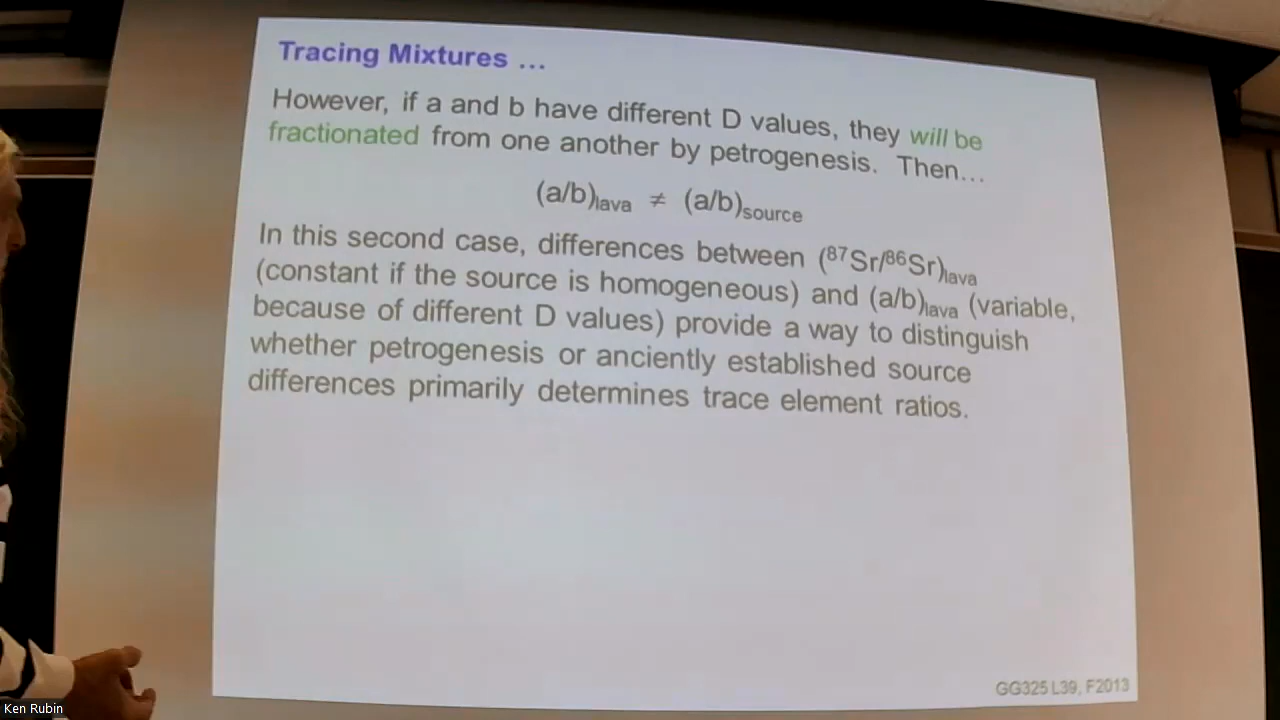 Tracing Mixtures ...
However, if a and b have different D values, they will be
fractionated from one another by petrogenesis. Then...
(a/b)lava ≠ (a/b)source
In this second case, differences between (⁸⁷Sr/⁸⁶Sr)lava
(constant if the source is homogeneous) and (a/b)lava (variable,
because of different D values) provide a way to distinguish
whether petrogenesis or anciently established source
differences primarily determines trace element ratios.
GG325 L39, F2013
Ken Rubin